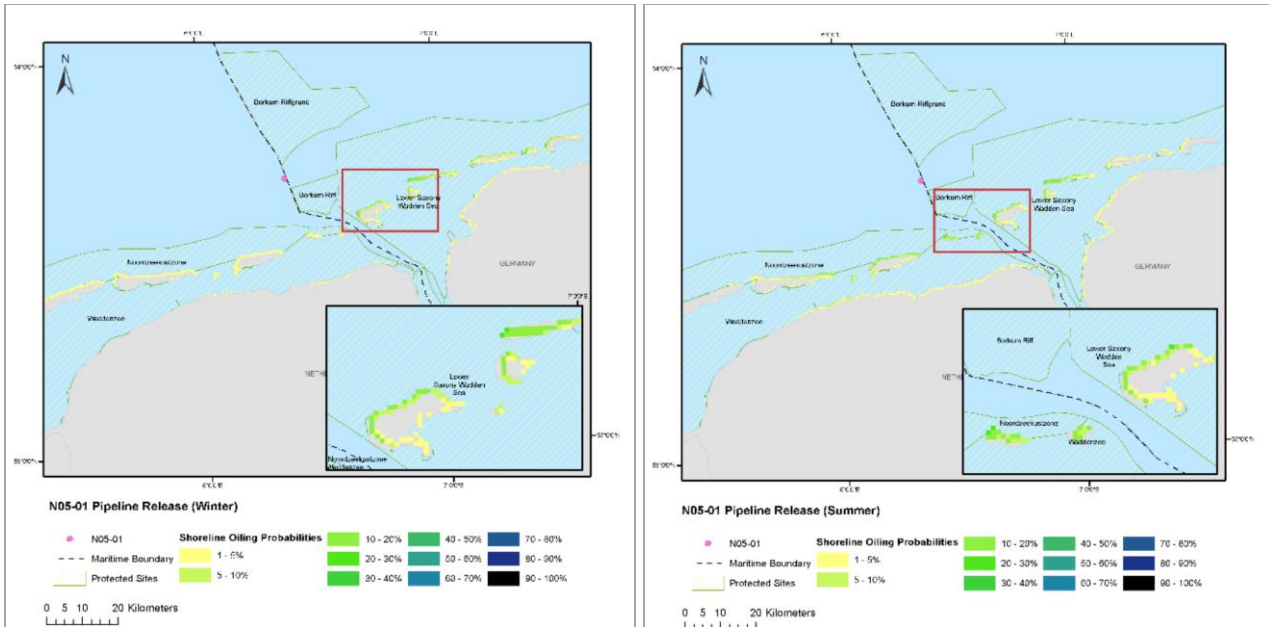 N
Borkum Riffgrund
Borkum Riff
Lower Saxony
Wadden Sea
GERMANY
Noordzeekustzone
Waddenzee
Lower
Saxony Wadden
Sea
Noordzeekustzone
Waddenzee
N05-01 Pipeline Release (Winter)
N05-01
Maritime Boundary
Protected Sites
Shoreline Oiling Probabilities
1 - 5%
5 - 10%
10 - 20%
20 - 30%
30 - 40%
40 - 50%
50 - 60%
60 - 70%
70 - 80%
80 - 90%
90 - 100%
0 5 10 20 Kilometers
N
Borkum Riffgrund
Borkum Riff
Lower Saxony
Wadden Sea
GERMANY
Noordzeekustzone
Waddenzee
Borkum Riff
Lower Saxony
Wadden
Sea
Noordzeekustzone
Waddenzee
N05-01 Pipeline Release (Summer)
N05-01
Maritime Boundary
Protected Sites
Shoreline Oiling Probabilities
1 - 5%
5 - 10%
10 - 20%
20 - 30%
30 - 40%
40 - 50%
50 - 60%
60 - 70%
70 - 80%
80 - 90%
90 - 100%
0 5 10 20 Kilometers